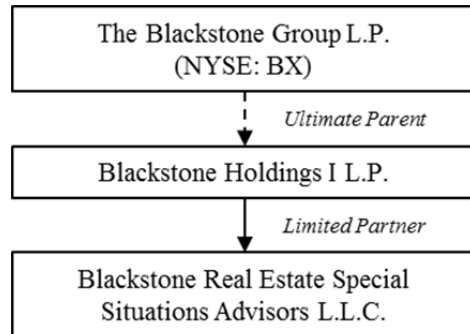 The Blackstone Group L.P.
(NYSE: BX)
Ultimate Parent
Blackstone Holdings I L.P.
Limited Partner
Blackstone Real Estate Special
Situations Advisors L.L.C.